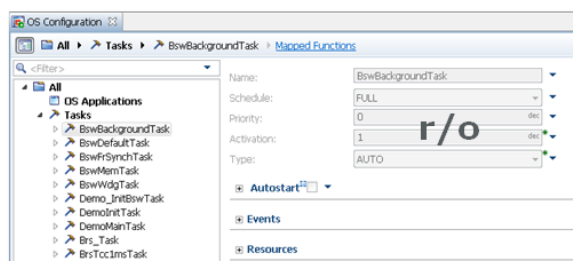 OS Configuration
All Tasks BswBackgroundTask Mapped Functions
<Filter>
All
OS Applications
Tasks
BswBackgroundTask
BswDefaultTask
BswFrSynchTask
BswMemTask
BswWdgTask
Demo_InitBswTask
DemoInitTask
DemoMainTask
Brs_Task
BrsTcc1msTask
Name: BswBackgroundTask
Schedule: FULL
Priority: 0 dec
Activation: 1 dec
Type: AUTO
r/o
Autostart
Events
Resources